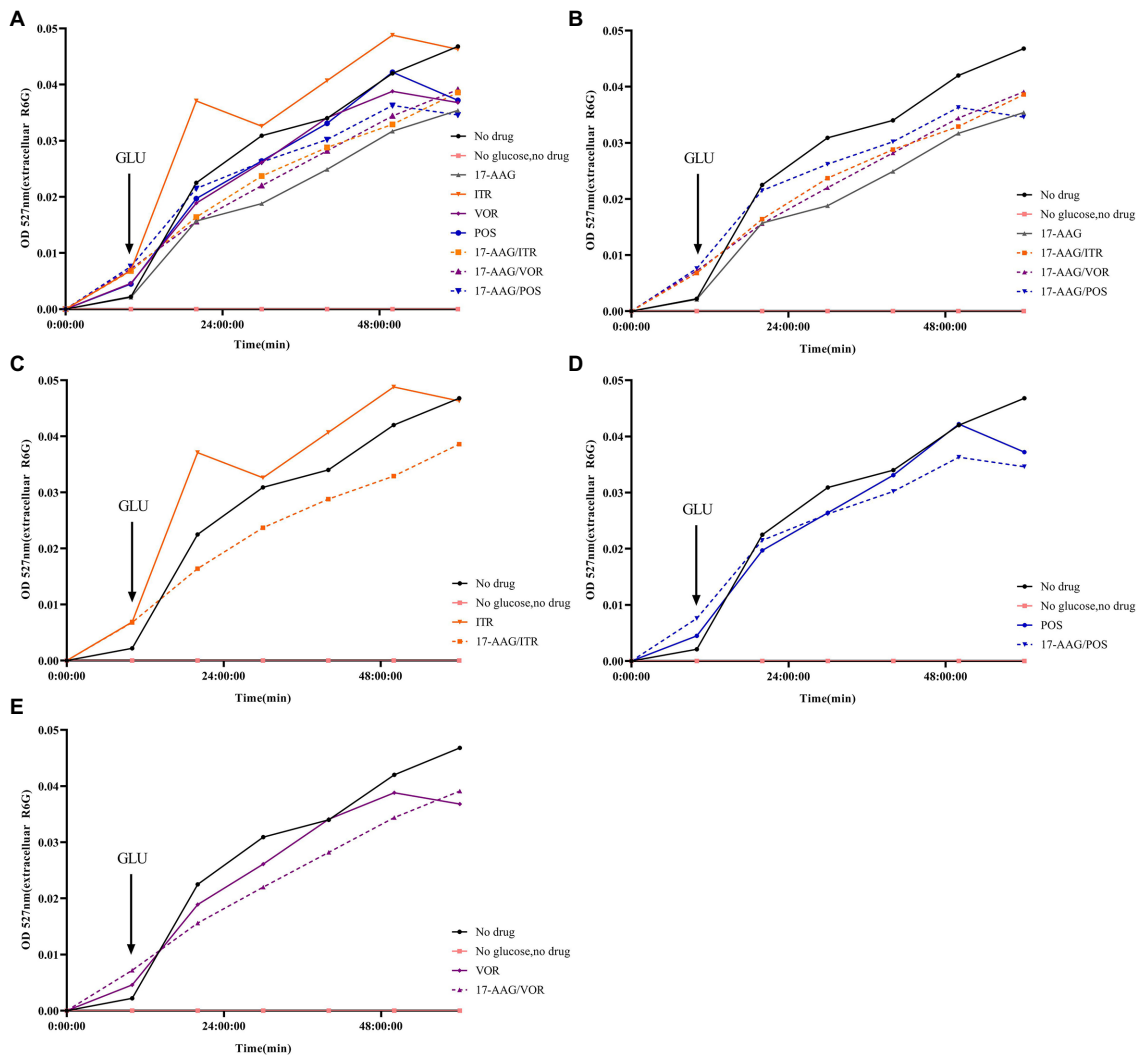 A
OD 527nm(extracelluar R6G)
0.05
0.04
0.03
0.02
0.01
0.00
GLU
No drug
No glucose,no drug
17-AAG
ITR
VOR
POS
17-AAG/ITR
17-AAG/VOR
17-AAG/POS
0:00:00
24:00:00
48:00:00
Time(min)
B
OD 527nm(extracelluar R6G)
0.05
0.04
0.03
0.02
0.01
0.00
GLU
No drug
No glucose,no drug
17-AAG
17-AAG/ITR
17-AAG/VOR
17-AAG/POS
0:00:00
24:00:00
48:00:00
Time(min)
C
OD 527nm(extracelluar R6G)
0.05
0.04
0.03
0.02
0.01
0.00
GLU
No drug
No glucose,no drug
ITR
17-AAG/ITR
0:00:00
24:00:00
48:00:00
Time(min)
D
OD 527nm(extracelluar R6G)
0.05
0.04
0.03
0.02
0.01
0.00
GLU
No drug
No glucose,no drug
POS
17-AAG/POS
0:00:00
24:00:00
48:00:00
Time(min)
E
OD 527nm(extracelluar R6G)
0.05
0.04
0.03
0.02
0.01
0.00
GLU
No drug
No glucose,no drug
VOR
17-AAG/VOR
0:00:00
24:00:00
48:00:00
Time(min)